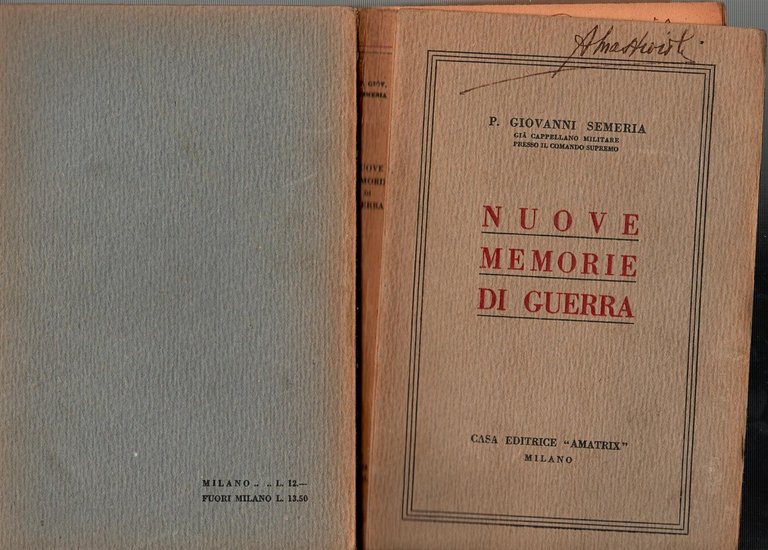 MILANO .. .. L. 12.—
FUORI MILANO L. 13.50
P. GIOVANNI SEMERIA
GIÀ CAPPELLANO MILITARE
PRESSO IL COMANDO SUPREMO
NUOVE
MEMORIE
DI GUERRA
CASA EDITRICE "AMATRIX"
MILANO